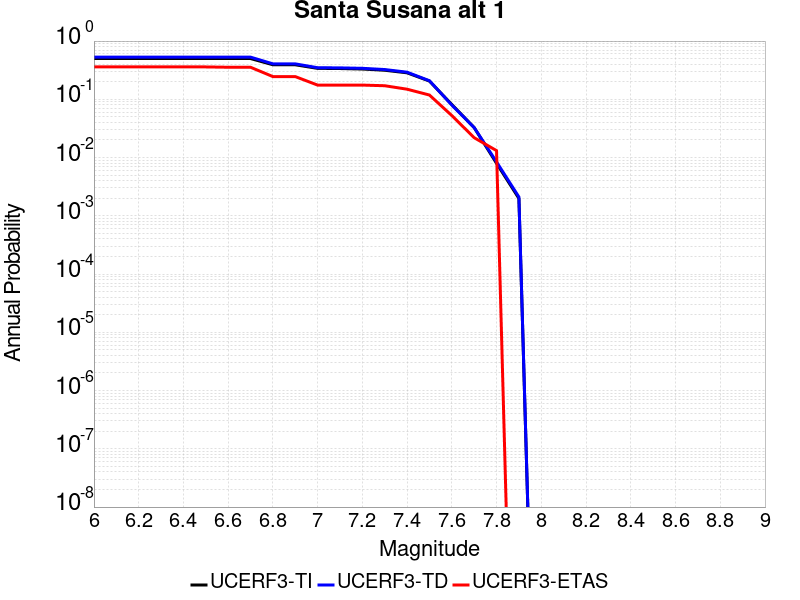 Santa Susana alt 1
10^0
10^-1
10^-2
10^-3
10^-4
10^-5
10^-6
10^-7
10^-8
Annual Probability
6 6.2 6.4 6.6 6.8 7 7.2 7.4 7.6 7.8 8 8.2 8.4 8.6 8.8 9
Magnitude
UCERF3-TI UCERF3-TD UCERF3-ETAS